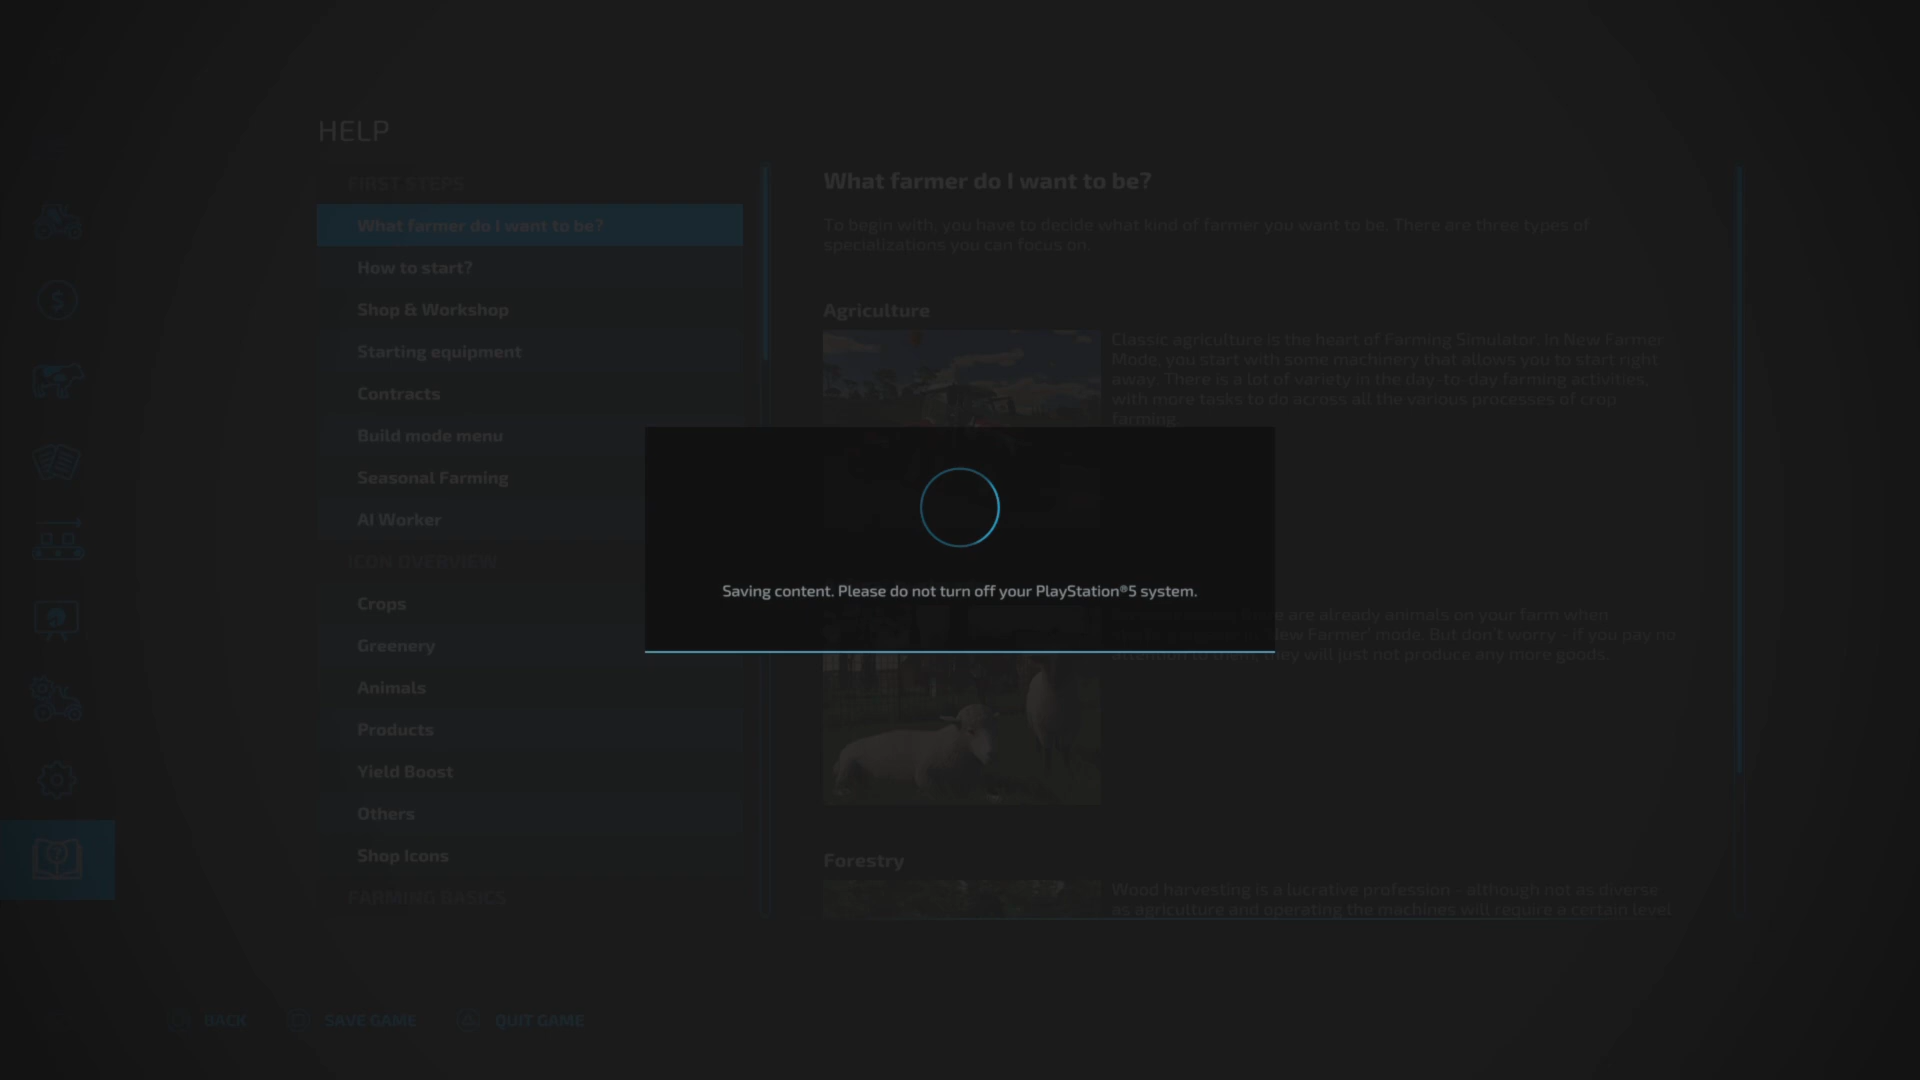 HELP
FIRST STEPS
What farmer do I want to be?
How to start?
Shop & Workshop
Starting equipment
Contracts
Build mode menu
Seasonal Farming
AI Worker
ICON OVERVIEW
Crops
Greenery
Animals
Products
Yield Boost
Others
Shop Icons
FARMING BASICS
What farmer do I want to be?
To begin with, you have to decide what kind of farmer you want to be. There are three types of
specializations you can focus on.
Agriculture
Classic agriculture is the heart of Farming Simulator. In New Farmer
Mode, you start with some machinery that allows you to start right
away. There is a lot of variety in the day-to-day farming activities,
with more tasks to do across all the various processes of crop
farming.
Saving content. Please do not turn off your PlayStation®5 system.
are already animals on your farm when
New Farmer' mode. But don't worry - if you pay no
attention to them, they will just not produce any more goods.
Forestry
Wood harvesting is a lucrative profession - although not as diverse
as agriculture and operating the machines will require a certain level
BACK
SAVE GAME
QUIT GAME